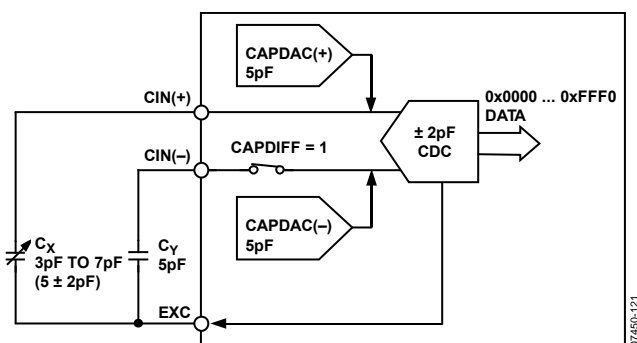 CAPDAC(+)
5pF
CIN(+)
0x0000 ... 0xFFF0
DATA
± 2pF
CDC
CIN(–)
CAPDIFF = 1
CAPDAC(–)
5pF
CX
3pF TO 7pF
(5 ± 2pF)
CY
5pF
EXC
07450-121